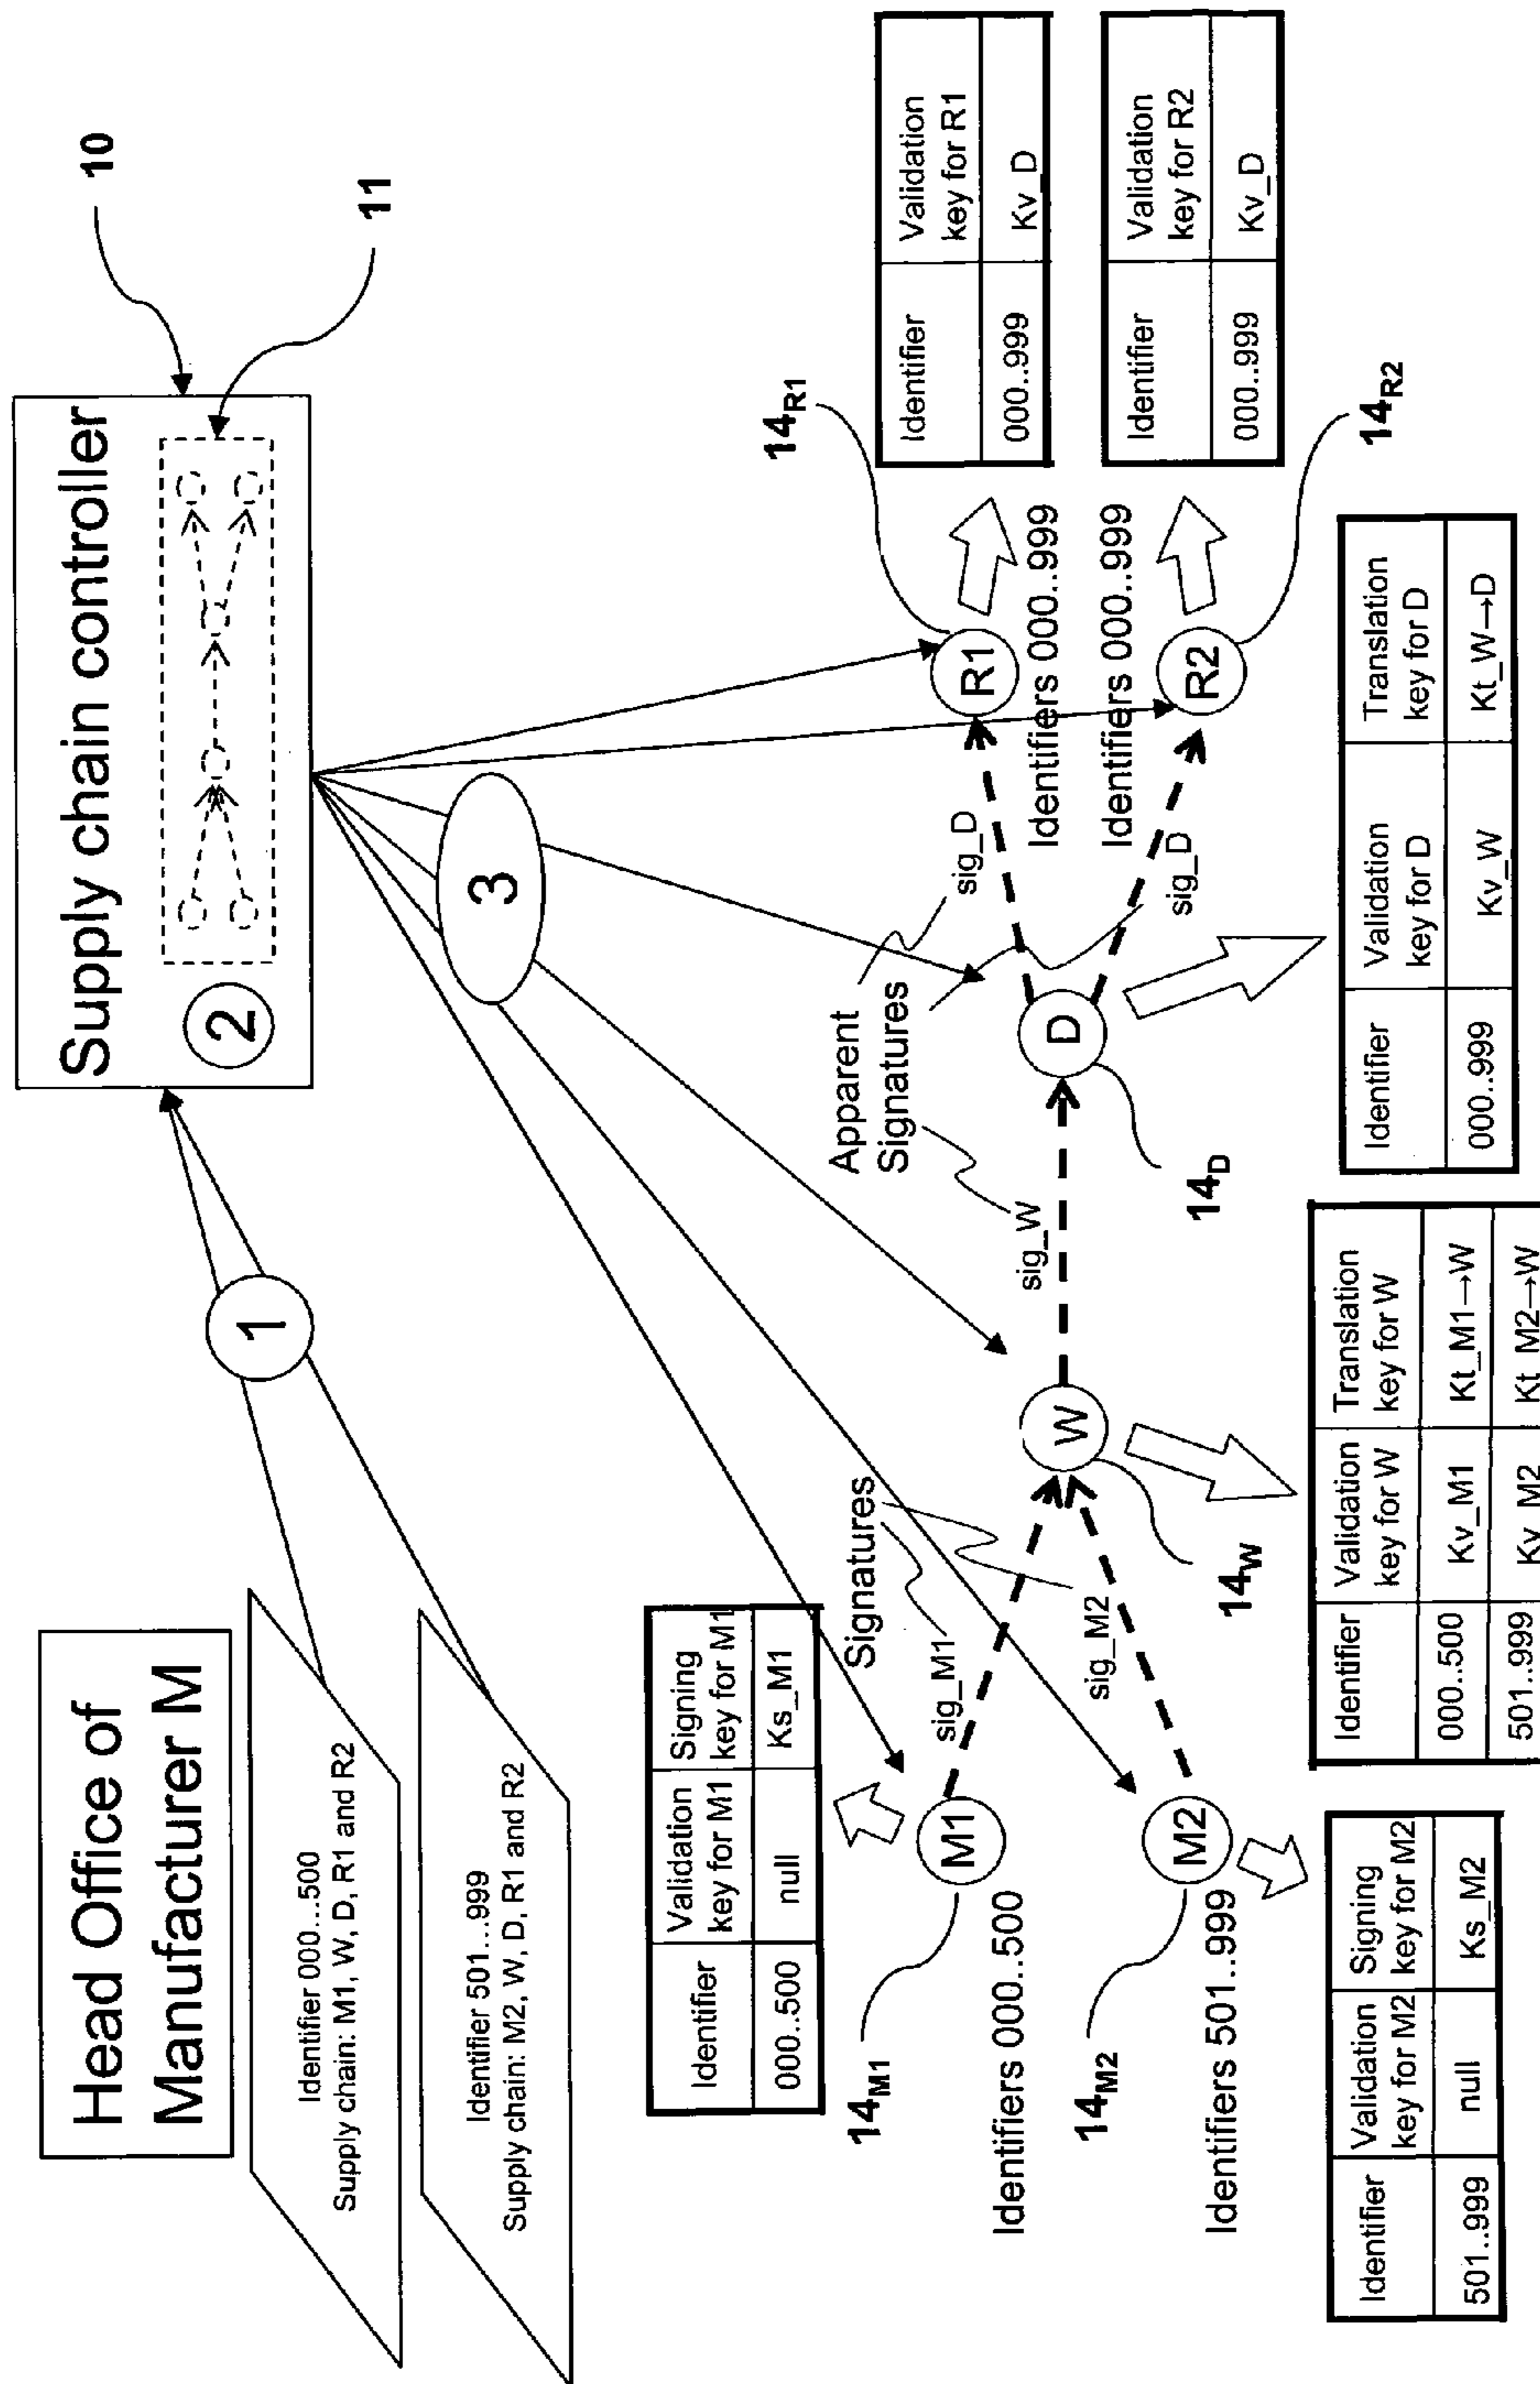 Head Office of
Manufacturer M
Identifier 000...500
Supply chain: M1, W, D, R1 and R2
Identifier 501...999
Supply chain: M2, W, D, R1 and R2
1
Supply chain controller
2
10
11
3
Identifier
Validation
key for M1
Signing
key for M1
000..500
null
Ks_M1
14M1
M1
Identifiers 000..500
sig_M1
Signatures
14M2
M2
Identifiers 501..999
sig_M2
Identifier
Validation
key for M2
Signing
key for M2
501..999
null
Ks_M2
W
14W
sig_W
Apparent
Signatures
Identifier
Validation
key for W
Translation
key for W
000..500
Kv_M1
Kt_M1→W
501..999
Kv_M2
Kt_M2→W
D
14D
sig_D
sig_D
Identifier
Validation
key for D
Translation
key for D
000..999
Kv_W
Kt_W→D
14R1
R1
Identifiers 000..999
Identifiers 000..999
R2
14R2
Identifier
Validation
key for R1
000..999
Kv_D
Identifier
Validation
key for R2
000..999
Kv_D